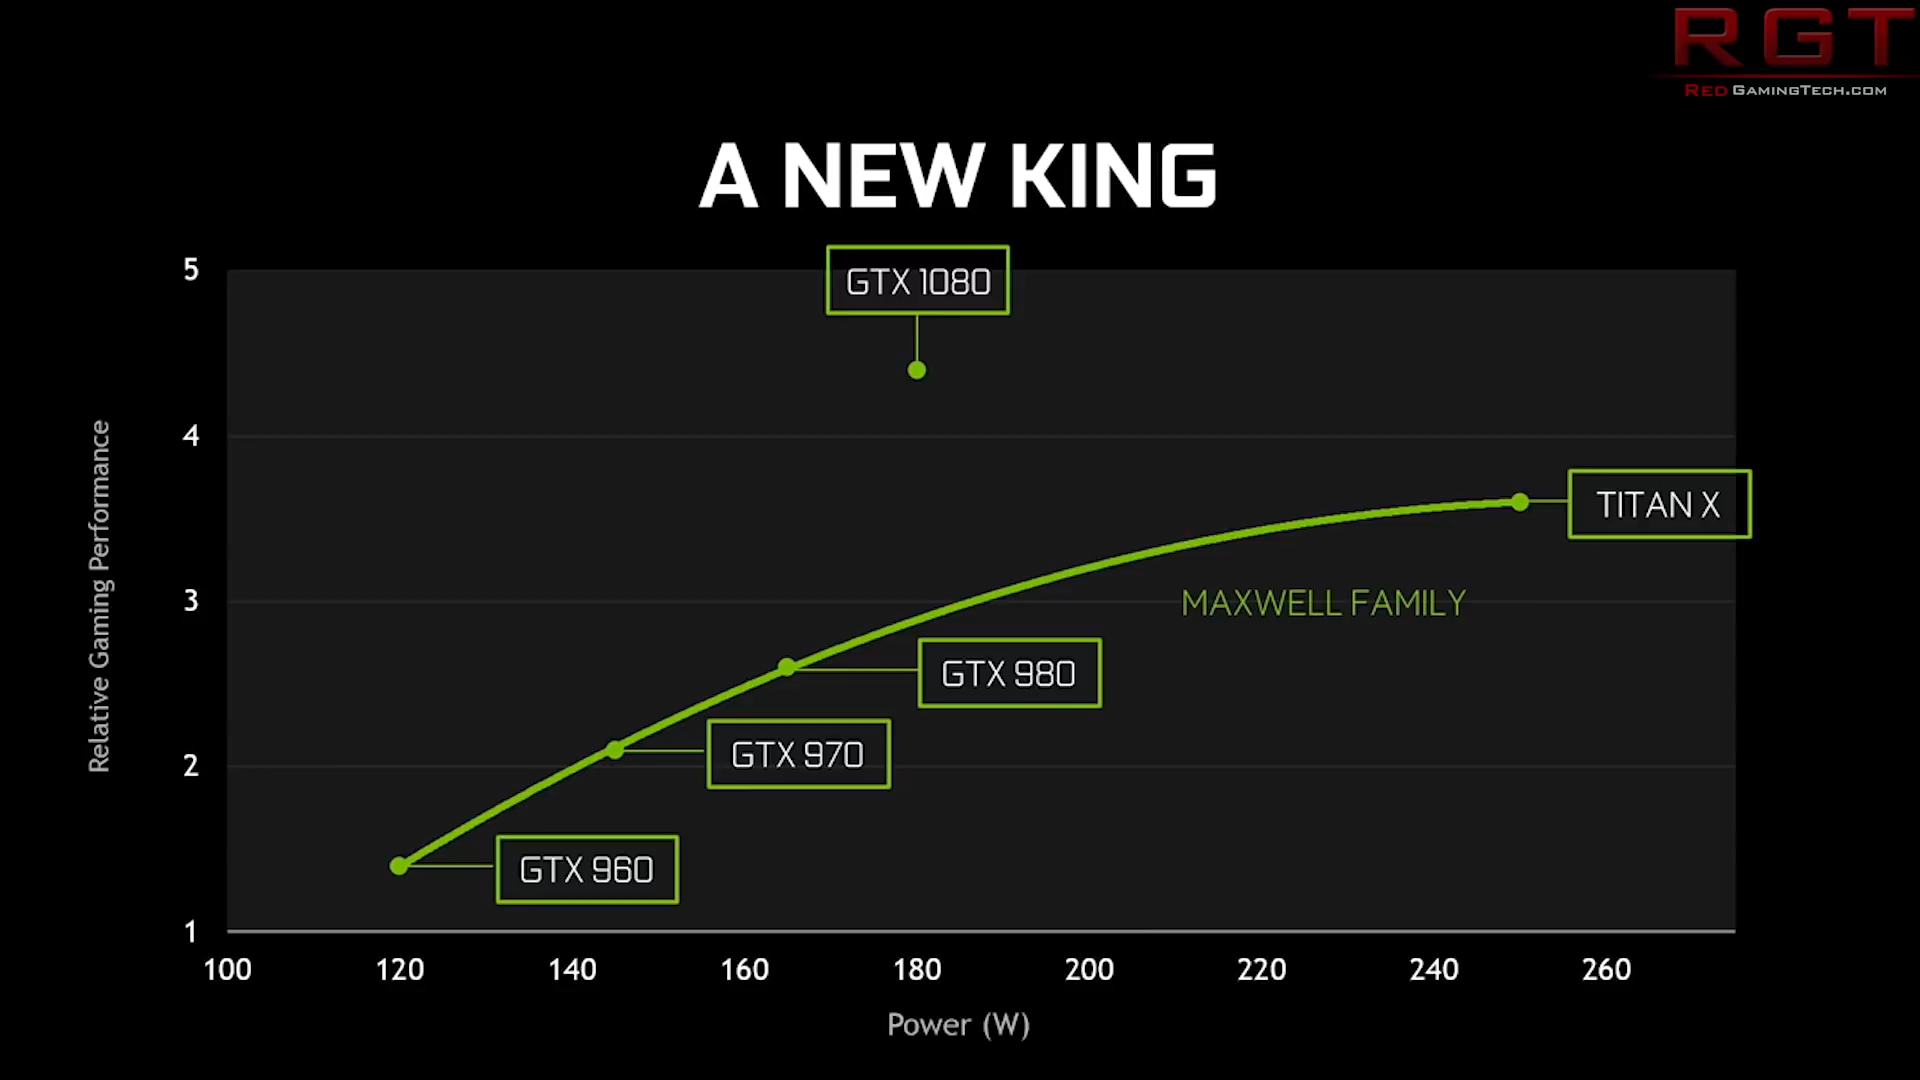 RGT
RED GAMINGTECH.COM
A NEW KING
5
GTX 1080
4
TITAN X
3
MAXWELL FAMILY
GTX 980
2
GTX 970
GTX 960
1
100 120 140 160 180 200 220 240 260
Power (W)
Relative Gaming Performance